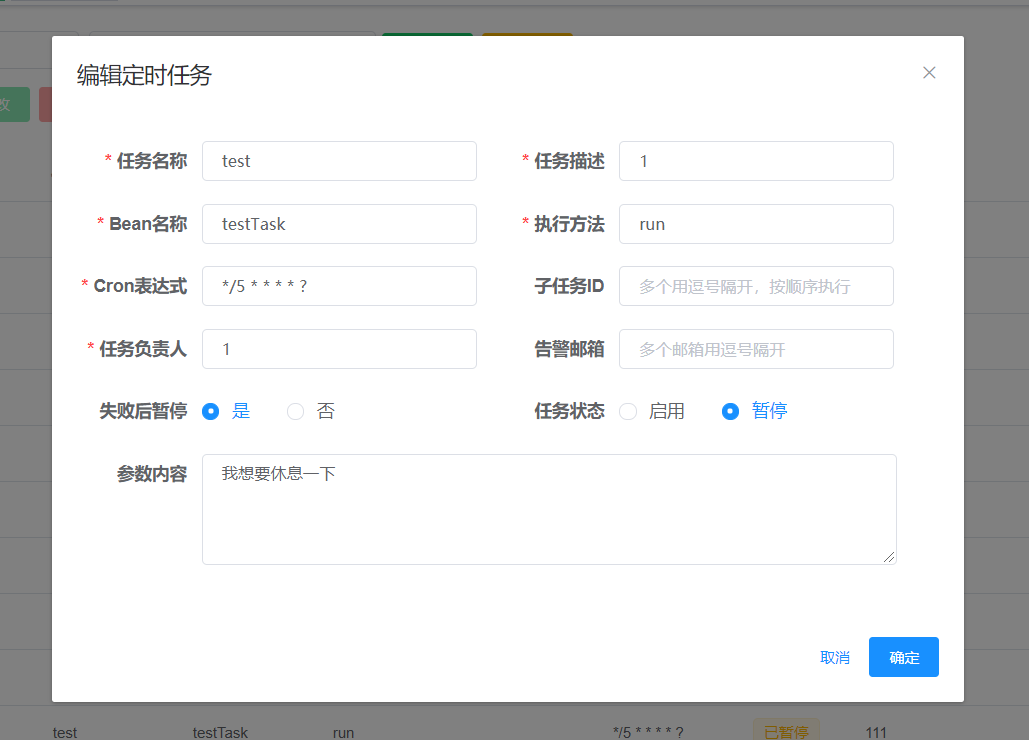 改
编辑定时任务
* 任务名称 test * 任务描述 1
* Bean名称 testTask * 执行方法 run
* Cron表达式 */5 * * * * ? 子任务ID 多个用逗号隔开，按顺序执行
* 任务负责人 1 告警邮箱 多个邮箱用逗号隔开
失败后暂停 是 否 任务状态 启用 暂停
参数内容 我想要休息一下
取消 确定
test testTask run */5 * * * * ? 已暂停 111